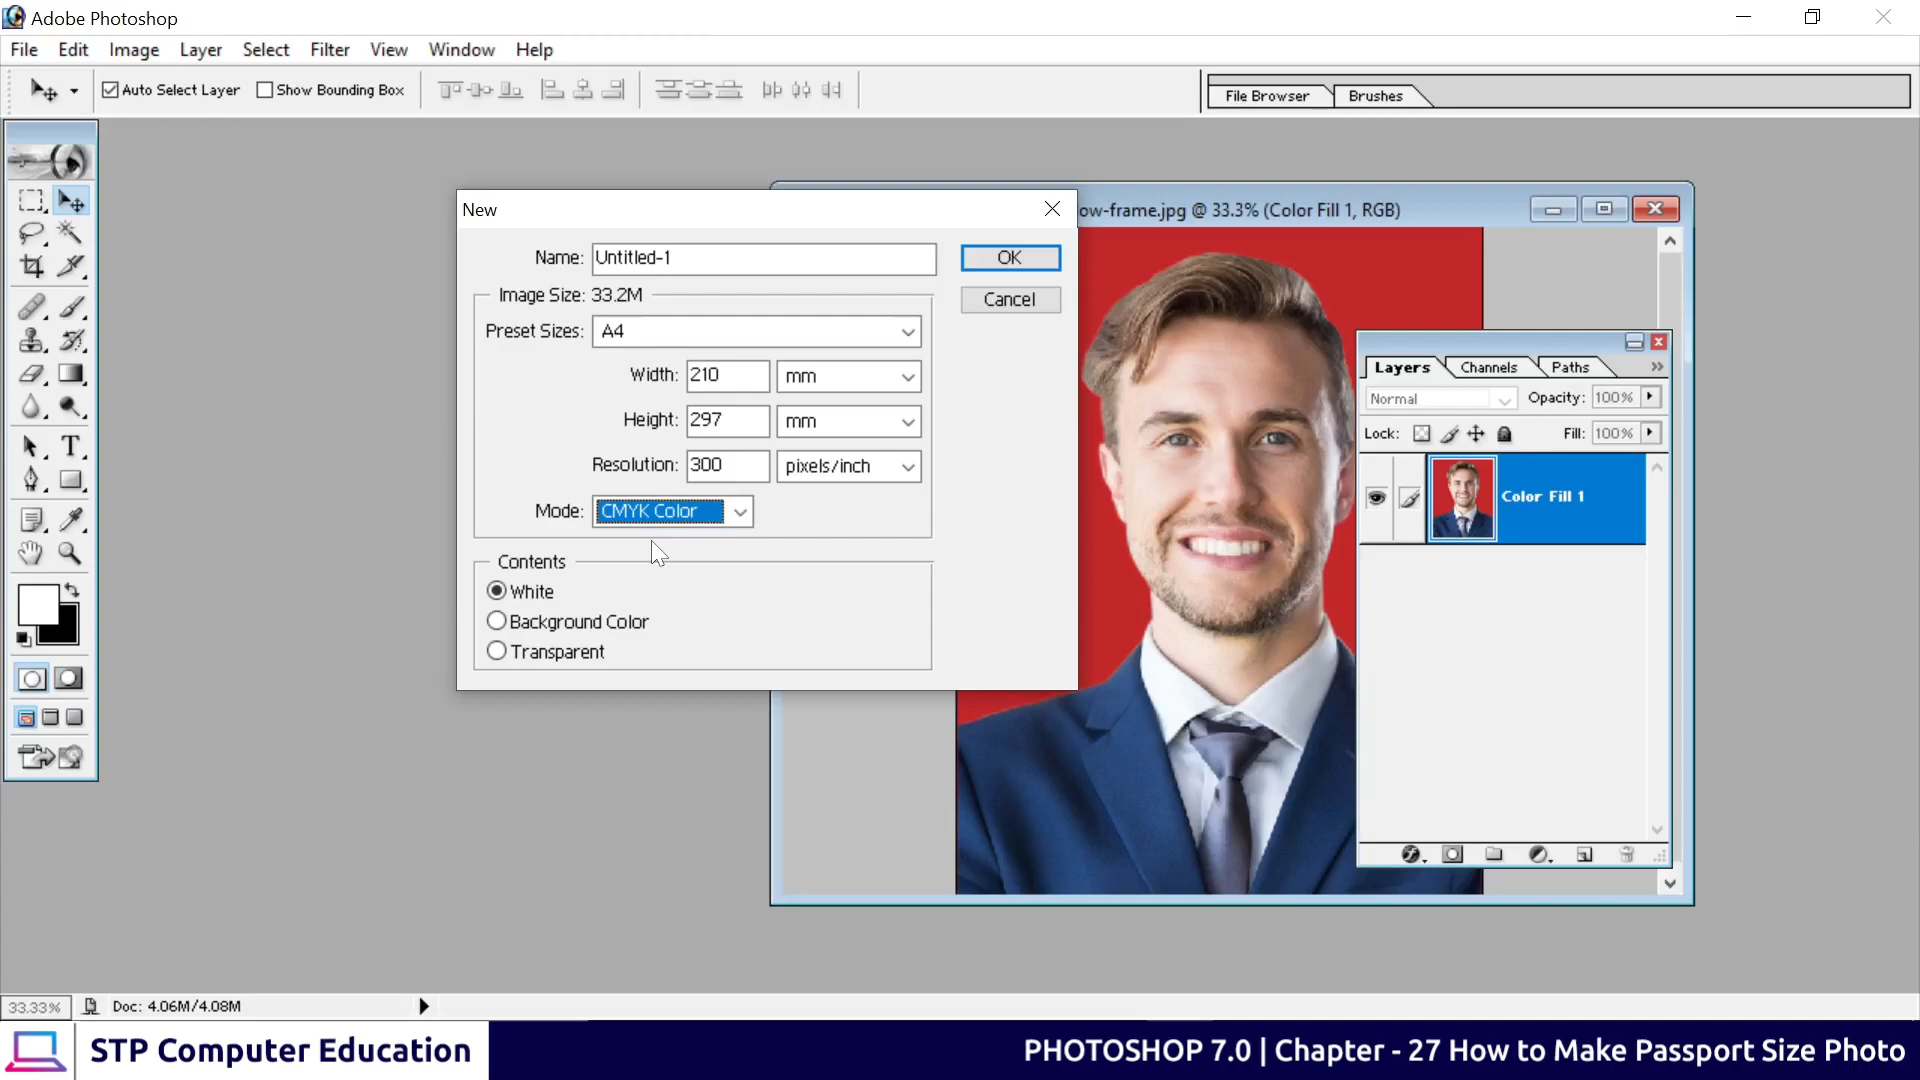 Adobe Photoshop
File Edit Image Layer Select Filter View Window Help
Auto Select Layer Show Bounding Box File Browser Brushes
New
ow-frame.jpg @ 33.3% (Color Fill 1, RGB)
Name: Untitled-1 OK
Image Size: 33.2M Cancel
Preset Sizes: A4
Width: 210 mm
Height: 297 mm
Resolution: 300 pixels/inch
Mode: CMYK Color
Contents
White
Background Color
Transparent
Layers Channels Paths
Normal Opacity: 100%
Lock: Fill: 100%
Color Fill 1
T
33.33% Doc: 4.06M/4.08M
STP Computer Education PHOTOSHOP 7.0 | Chapter - 27 How to Make Passport Size Photo